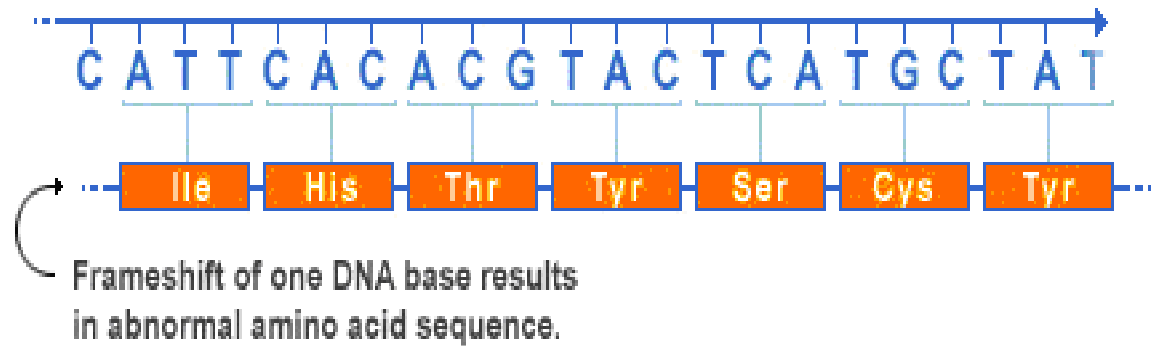 C A T T C A C A C G T A C T C A T G C T A T
Ile His Thr Tyr Ser Cys Tyr
Frameshift of one DNA base results
in abnormal amino acid sequence.